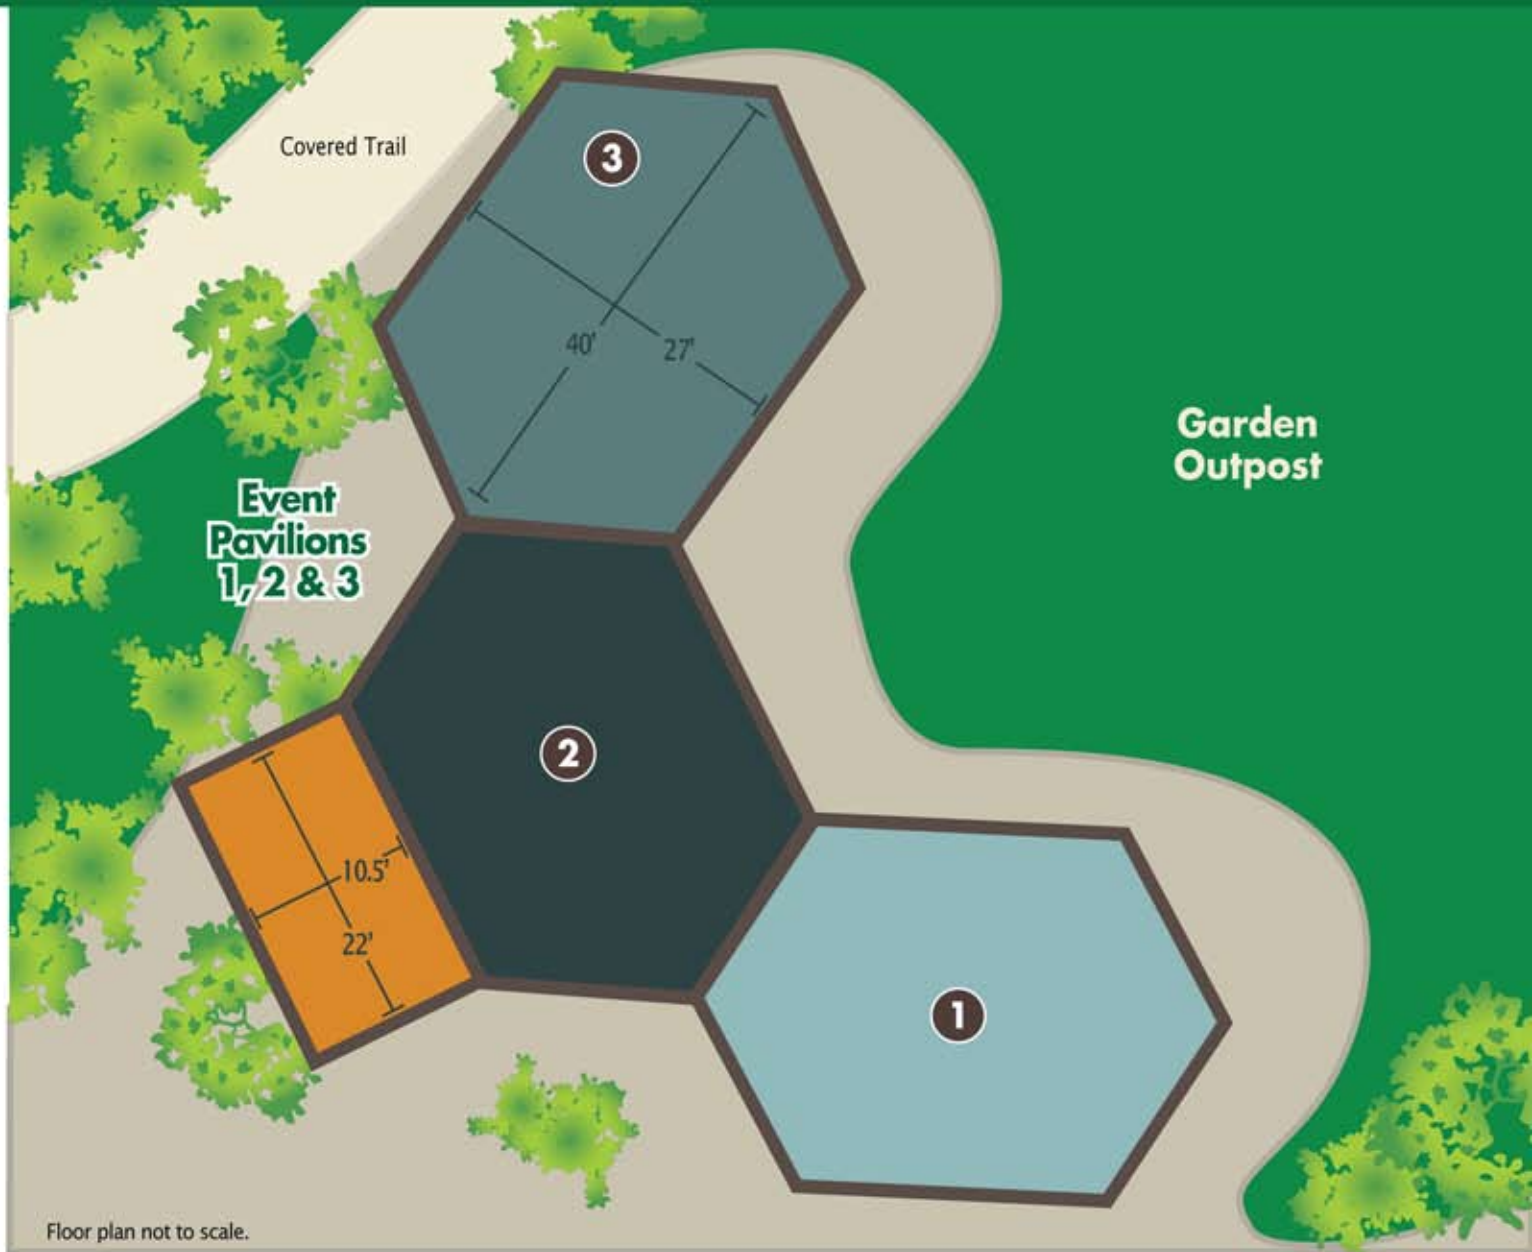 Covered Trail
3
40'
27'
Garden
Outpost
Event
Pavilions
1, 2 & 3
2
10.5'
22'
1
Floor plan not to scale.